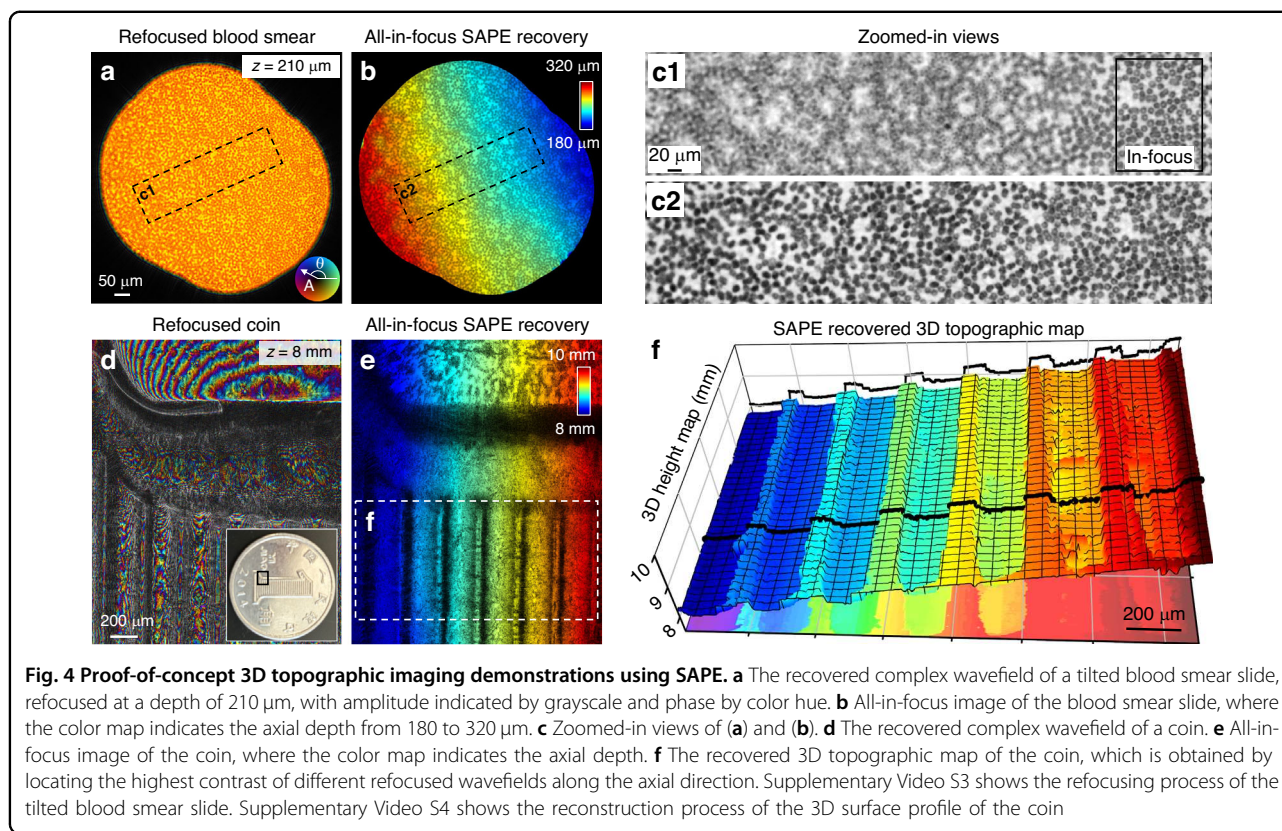 Refocused blood smear
All-in-focus SAPE recovery
Zoomed-in views
a
z = 210 μm
c1
50 μm
θ
A
b
320 μm
180 μm
c2
c1
20 μm
In-focus
c2
Refocused coin
All-in-focus SAPE recovery
SAPE recovered 3D topographic map
d
z = 8 mm
200 μm
e
10 mm
8 mm
f
f
3D height map (mm)
10
9
8
200 μm
Fig. 4 Proof-of-concept 3D topographic imaging demonstrations using SAPE. a The recovered complex wavefield of a tilted blood smear slide,
refocused at a depth of 210 μm, with amplitude indicated by grayscale and phase by color hue. b All-in-focus image of the blood smear slide, where
the color map indicates the axial depth from 180 to 320 μm. c Zoomed-in views of (a) and (b). d The recovered complex wavefield of a coin. e All-in-
focus image of the coin, where the color map indicates the axial depth. f The recovered 3D topographic map of the coin, which is obtained by
locating the highest contrast of different refocused wavefields along the axial direction. Supplementary Video S3 shows the refocusing process of the
tilted blood smear slide. Supplementary Video S4 shows the reconstruction process of the 3D surface profile of the coin